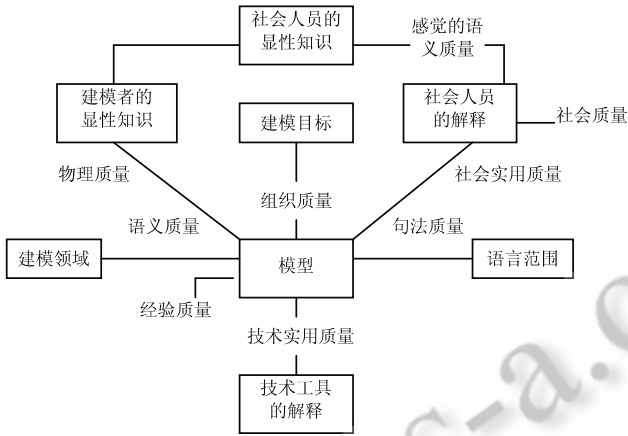 社会人员的
显性知识
感觉的语
义质量
建模者的
显性知识
建模目标
社会人员
的解释
社会质量
物理质量
社会实用质量
组织质量
语义质量
句法质量
建模领域
模型
语言范围
经验质量
技术实用质量
技术工具
的解释
s-a.o